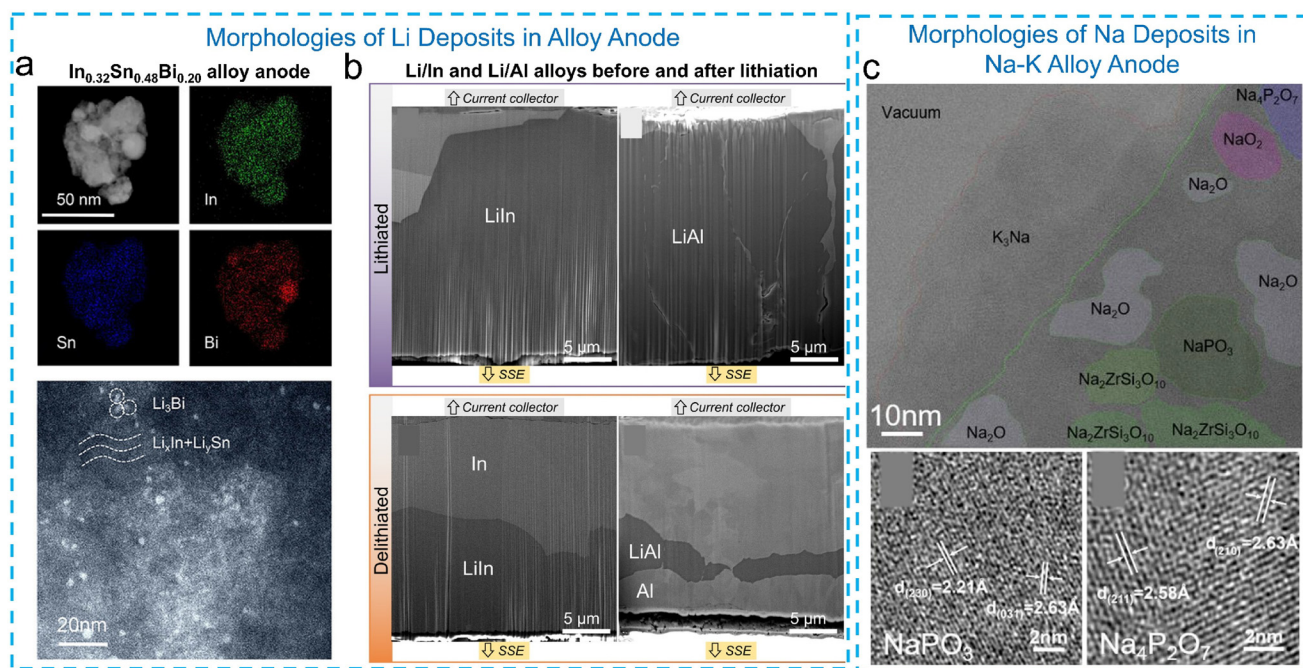 Morphologies of Li Deposits in Alloy Anode
a
In0.32Sn0.48Bi0.20 alloy anode
50 nm
In
Sn
Bi
Li3Bi
LixIn+LiySn
20nm
b
Li/In and Li/Al alloys before and after lithiation
Lithiated
Current collector
LiIn
5 µm
SSE
Current collector
LiAl
5 µm
SSE
Delithiated
Current collector
In
LiIn
5 µm
SSE
Current collector
LiAl
Al
5 µm
SSE
Morphologies of Na Deposits in
Na-K Alloy Anode
c
Vacuum
Na4P2O7
NaO2
Na2O
K3Na
Na2O
Na2O
NaPO3
Na2ZrSi3O10
10nm
Na2O
Na2ZrSi3O10
Na2ZrSi3O10
d(230)=2.21Å
d(031)=2.63Å
NaPO3
2nm
d(210)=2.63Å
d(211)=2.58Å
Na4P2O7
2nm